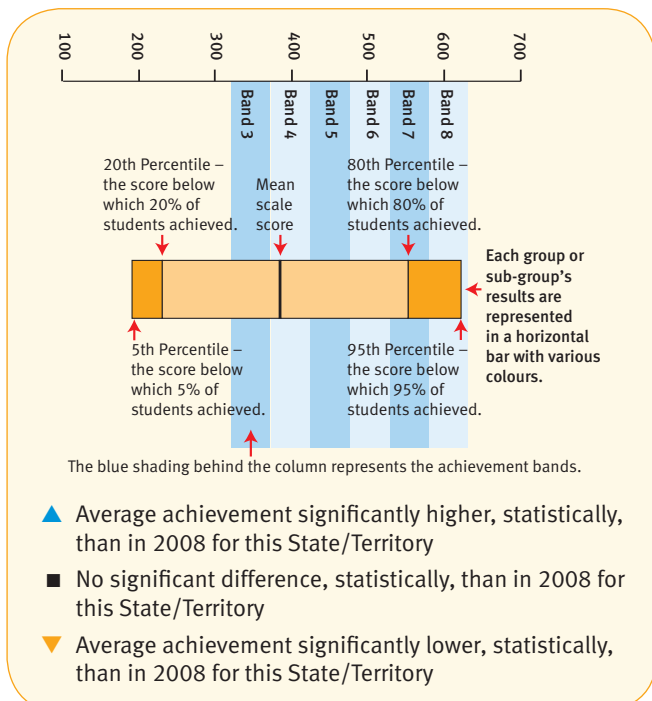 100
200
300
400
500
600
700
Band 3
Band 4
Band 5
Band 6
Band 7
Band 8
20th Percentile –
the score below
which 20% of
students achieved.
Mean
scale
score
80th Percentile –
the score below
which 80% of
students achieved.
Each group or
sub-group's
results are
represented
in a horizontal
bar with various
colours.
5th Percentile –
the score below
which 5% of
students achieved.
95th Percentile –
the score below
which 95% of
students achieved.
The blue shading behind the column represents the achievement bands.
▲ Average achievement significantly higher, statistically,
than in 2008 for this State/Territory
■ No significant difference, statistically, than in 2008 for
this State/Territory
▼ Average achievement significantly lower, statistically,
than in 2008 for this State/Territory